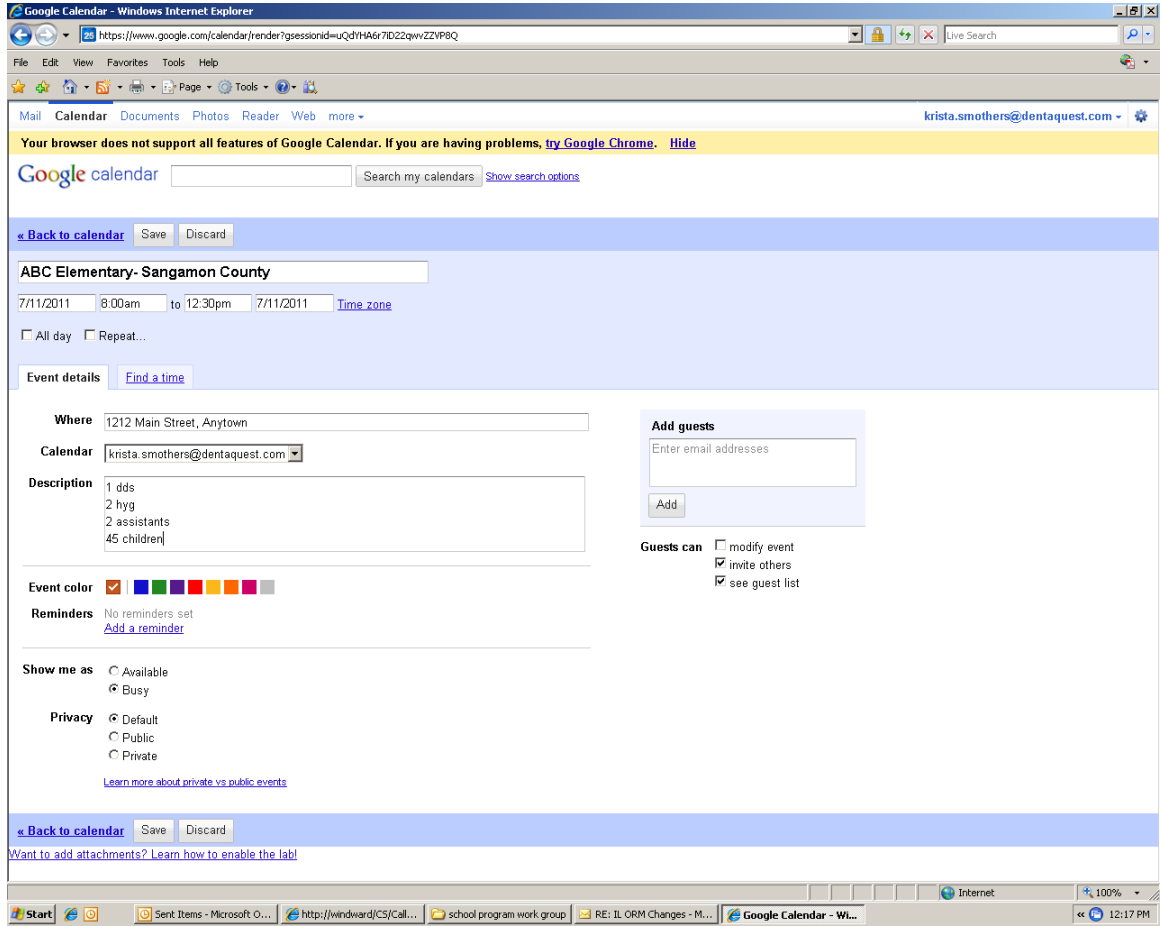 Google Calendar - Windows Internet Explorer
https://www.google.com/calendar/render?gsessionid=uQdYHA6r7iD22qwvZZVP8Q
Live Search
File Edit View Favorites Tools Help
Page Tools
Mail Calendar Documents Photos Reader Web more krista.smothers@dentaquest.com
Your browser does not support all features of Google Calendar. If you are having problems, try Google Chrome. Hide
Google calendar Search my calendars Show search options
« Back to calendar Save Discard
ABC Elementary- Sangamon County
7/11/2011 8:00am to 12:30pm 7/11/2011 Time zone
All day Repeat...
Event details Find a time
Where 1212 Main Street, Anytown
Calendar krista.smothers@dentaquest.com
Description 1 dds
2 hyg
2 assistants
45 children
Event color
Reminders No reminders set
Add a reminder
Show me as Available
Busy
Privacy Default
Public
Private
Learn more about private vs public events
Add guests
Enter email addresses
Add
Guests can modify event
invite others
see guest list
« Back to calendar Save Discard
Want to add attachments? Learn how to enable the lab!
Internet 100%
Start Sent Items - Microsoft O... http://windward/CS/Call... school program work group RE: IL ORM Changes - M... Google Calendar - Wi... « 12:17 PM